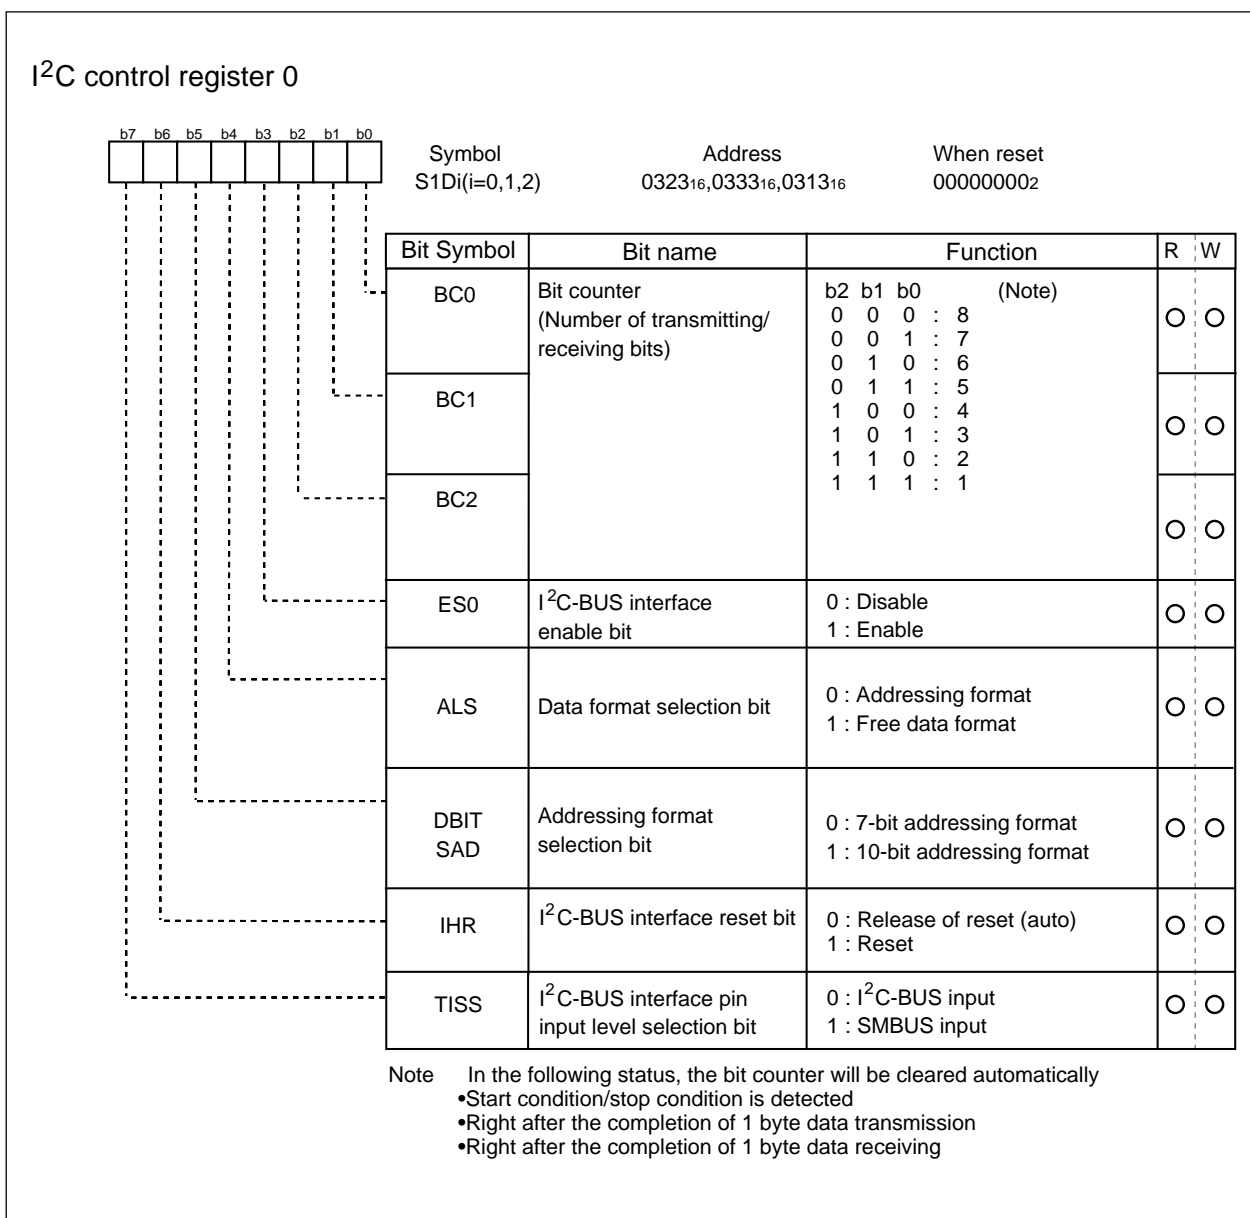 I2C control register 0
b7 b6 b5 b4 b3 b2 b1 b0
Symbol Address When reset
S1Di(i=0,1,2) 032316,033316,031316 000000002
Bit Symbol Bit name Function R W
BC0 Bit counter b2 b1 b0 (Note)
(Number of transmitting/ 0 0 0 : 8
receiving bits) 0 0 1 : 7
0 1 0 : 6
0 1 1 : 5
BC1 1 0 0 : 4
1 0 1 : 3
1 1 0 : 2
1 1 1 : 1
BC2
ES0 I2C-BUS interface 0 : Disable
enable bit 1 : Enable
ALS Data format selection bit 0 : Addressing format
1 : Free data format
DBIT Addressing format 0 : 7-bit addressing format
SAD selection bit 1 : 10-bit addressing format
IHR I2C-BUS interface reset bit 0 : Release of reset (auto)
1 : Reset
TISS I2C-BUS interface pin 0 : I2C-BUS input
input level selection bit 1 : SMBUS input
Note In the following status, the bit counter will be cleared automatically
•Start condition/stop condition is detected
•Right after the completion of 1 byte data transmission
•Right after the completion of 1 byte data receiving